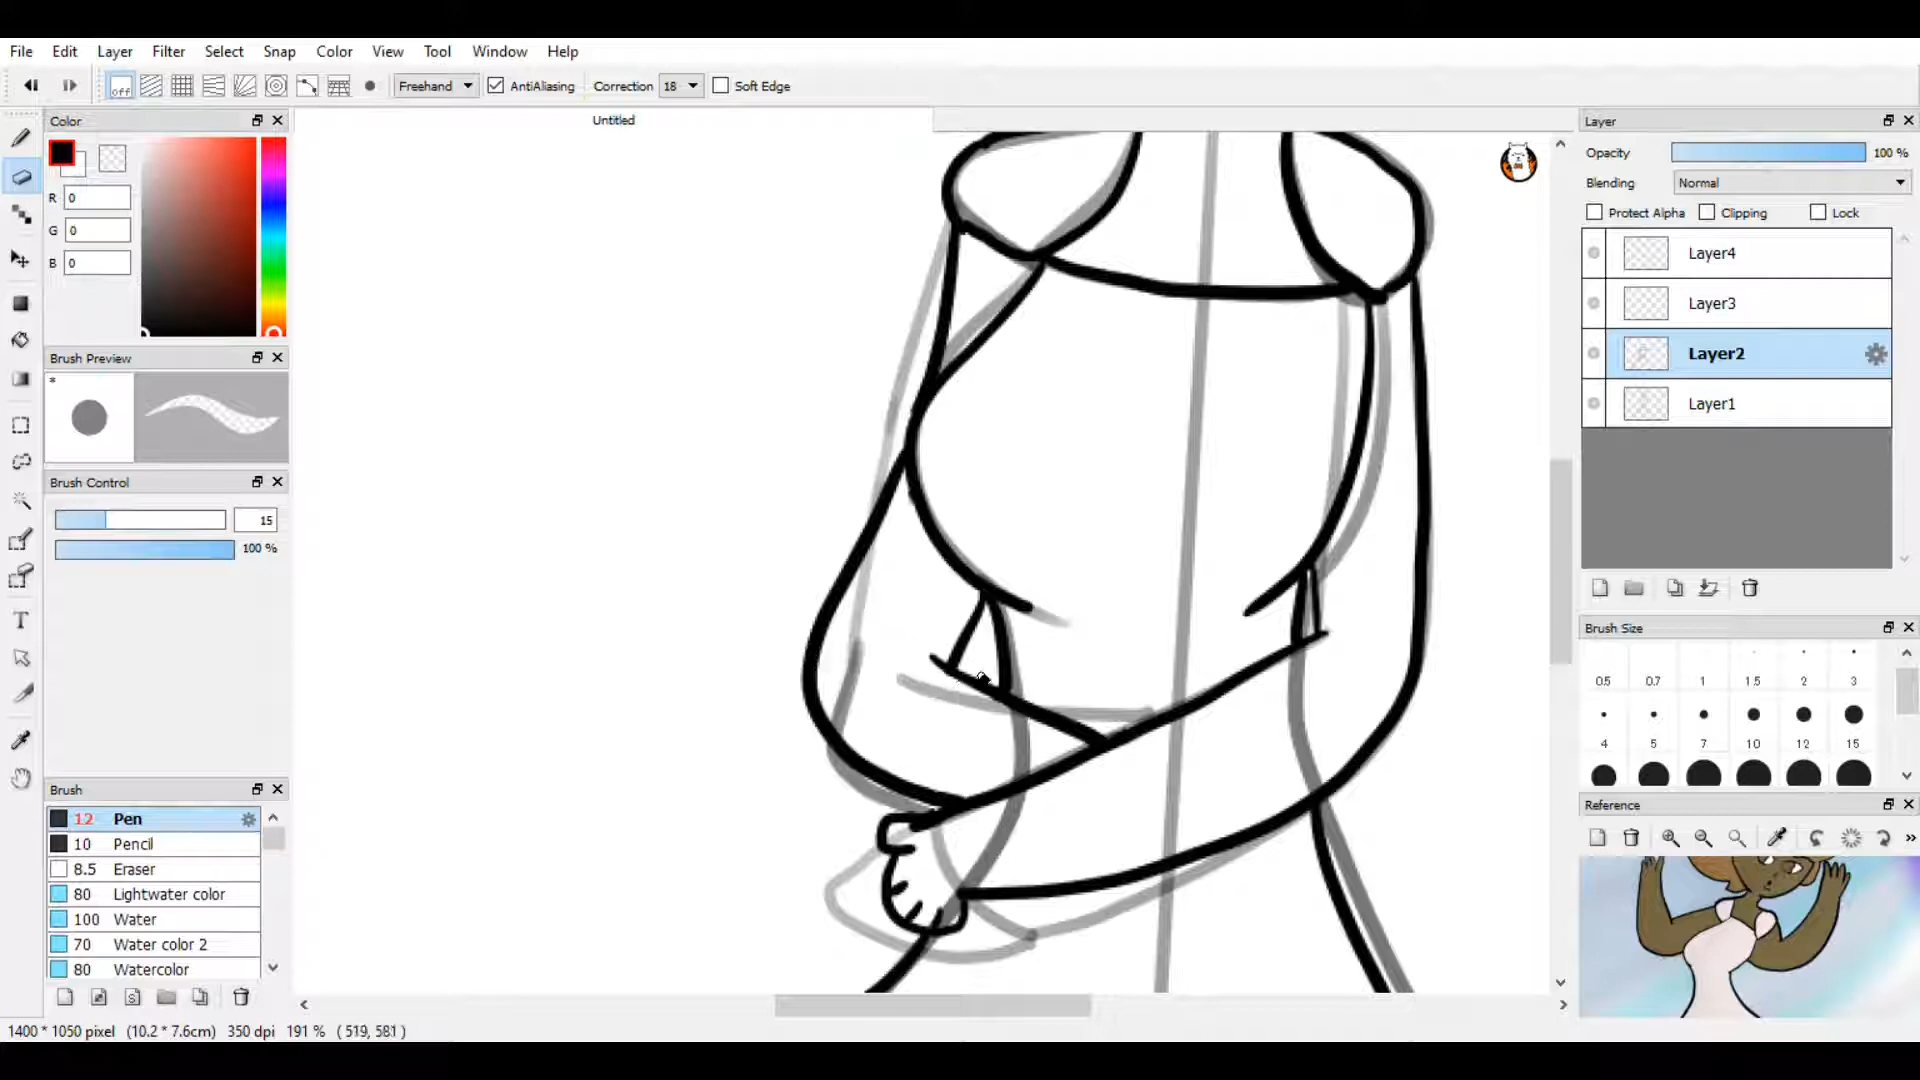 File Edit Layer Filter Select Snap Color View Tool Window Help
off Freehand AntiAliasing Correction 18 Soft Edge
Color
Untitled
Layer
R 0
G 0
B 0
Opacity 100 %
Blending Normal
Protect Alpha Clipping Lock
Layer4
Layer3
Layer2
Layer1
Brush Preview
*
Brush Control
15
100 %
T
Brush Size
0.5 0.7 1 1.5 2 3
4 5 7 10 12 15
Brush
12 Pen
10 Pencil
8.5 Eraser
80 Lightwater color
100 Water
70 Water color 2
80 Watercolor
S
Reference
1400 * 1050 pixel (10.2 * 7.6cm) 350 dpi 191 % ( 519, 581 )